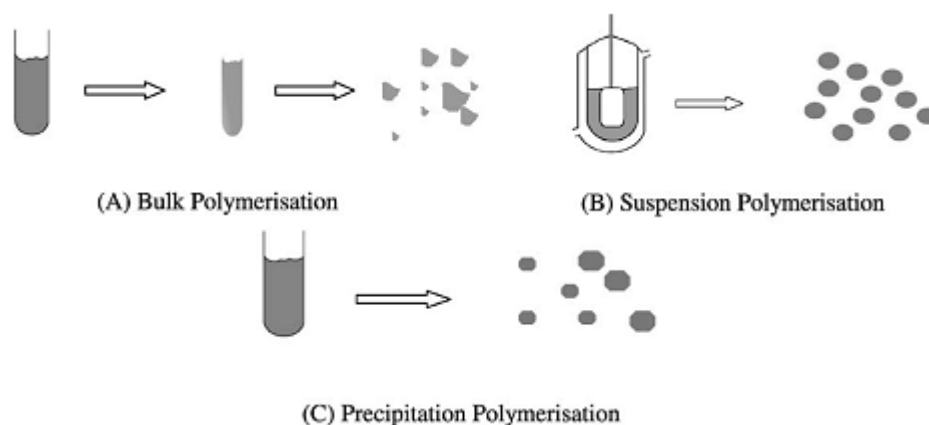 (A) Bulk Polymerisation
(B) Suspension Polymerisation
(C) Precipitation Polymerisation